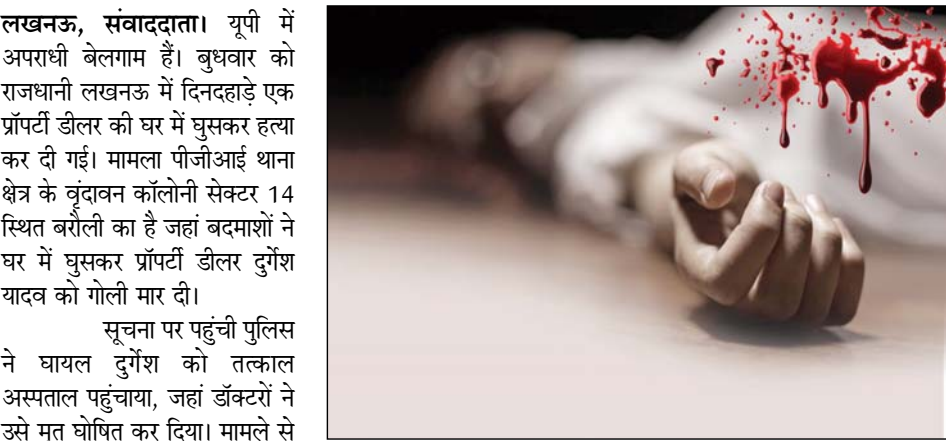 लखनऊ, संवाददाता। यूपी में
अपराधी बेलगाम हैं। बुधवार को
राजधानी लखनऊ में दिनदहाड़े एक
प्रॉपर्टी डीलर की घर में घुसकर हत्या
कर दी गई। मामला पीजीआई थाना
क्षेत्र के वृंदावन कॉलोनी सेक्टर 14
स्थित बरौली का है जहां बदमाशों ने
घर में घुसकर प्रॉपर्टी डीलर दुर्गेश
यादव को गोली मार दी।
सूचना पर पहुंची पुलिस
ने घायल दुर्गेश को तत्काल
अस्पताल पहुंचाया, जहां डॉक्टरों ने
उसे मत घोषित कर दिया। मामले से